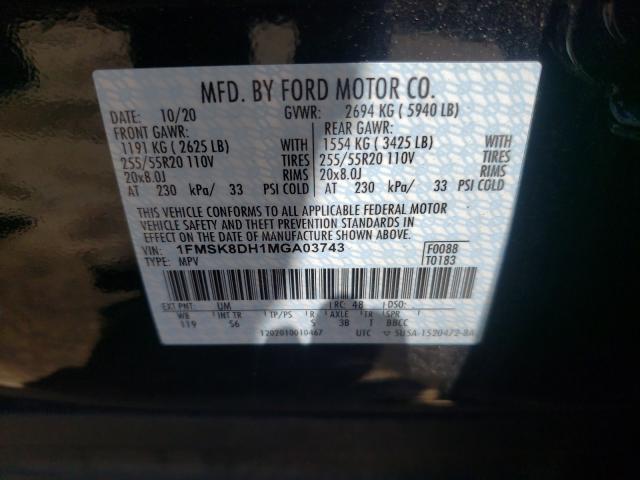 MFD. BY FORD MOTOR CO.
DATE: 10/20 GVWR: 2694 KG ( 5940 LB)
FRONT GAWR: REAR GAWR:
1191 KG ( 2625 LB) WITH 1554 KG ( 3425 LB) WITH
255/55R20 110V TIRES 255/55R20 110V TIRES
20x8.0J RIMS 20x8.0J RIMS
AT 230 kPa/ 33 PSI COLD AT 230 kPa/ 33 PSI COLD
THIS VEHICLE CONFORMS TO ALL APPLICABLE FEDERAL MOTOR
VEHICLE SAFETY AND THEFT PREVENTION STANDARDS IN EFFECT
ON THE DATE OF MANUFACTURE SHOWN ABOVE.
VIN: 1FMSK8DH1MGA03743 F0088
TYPE: MPV T0183
EXT PNT: UM RC: 48 DSO:
WB INT TR TP/PS R AXLE TR SPR
119 S6 S 3B T BBCC
1202010010467 UTC